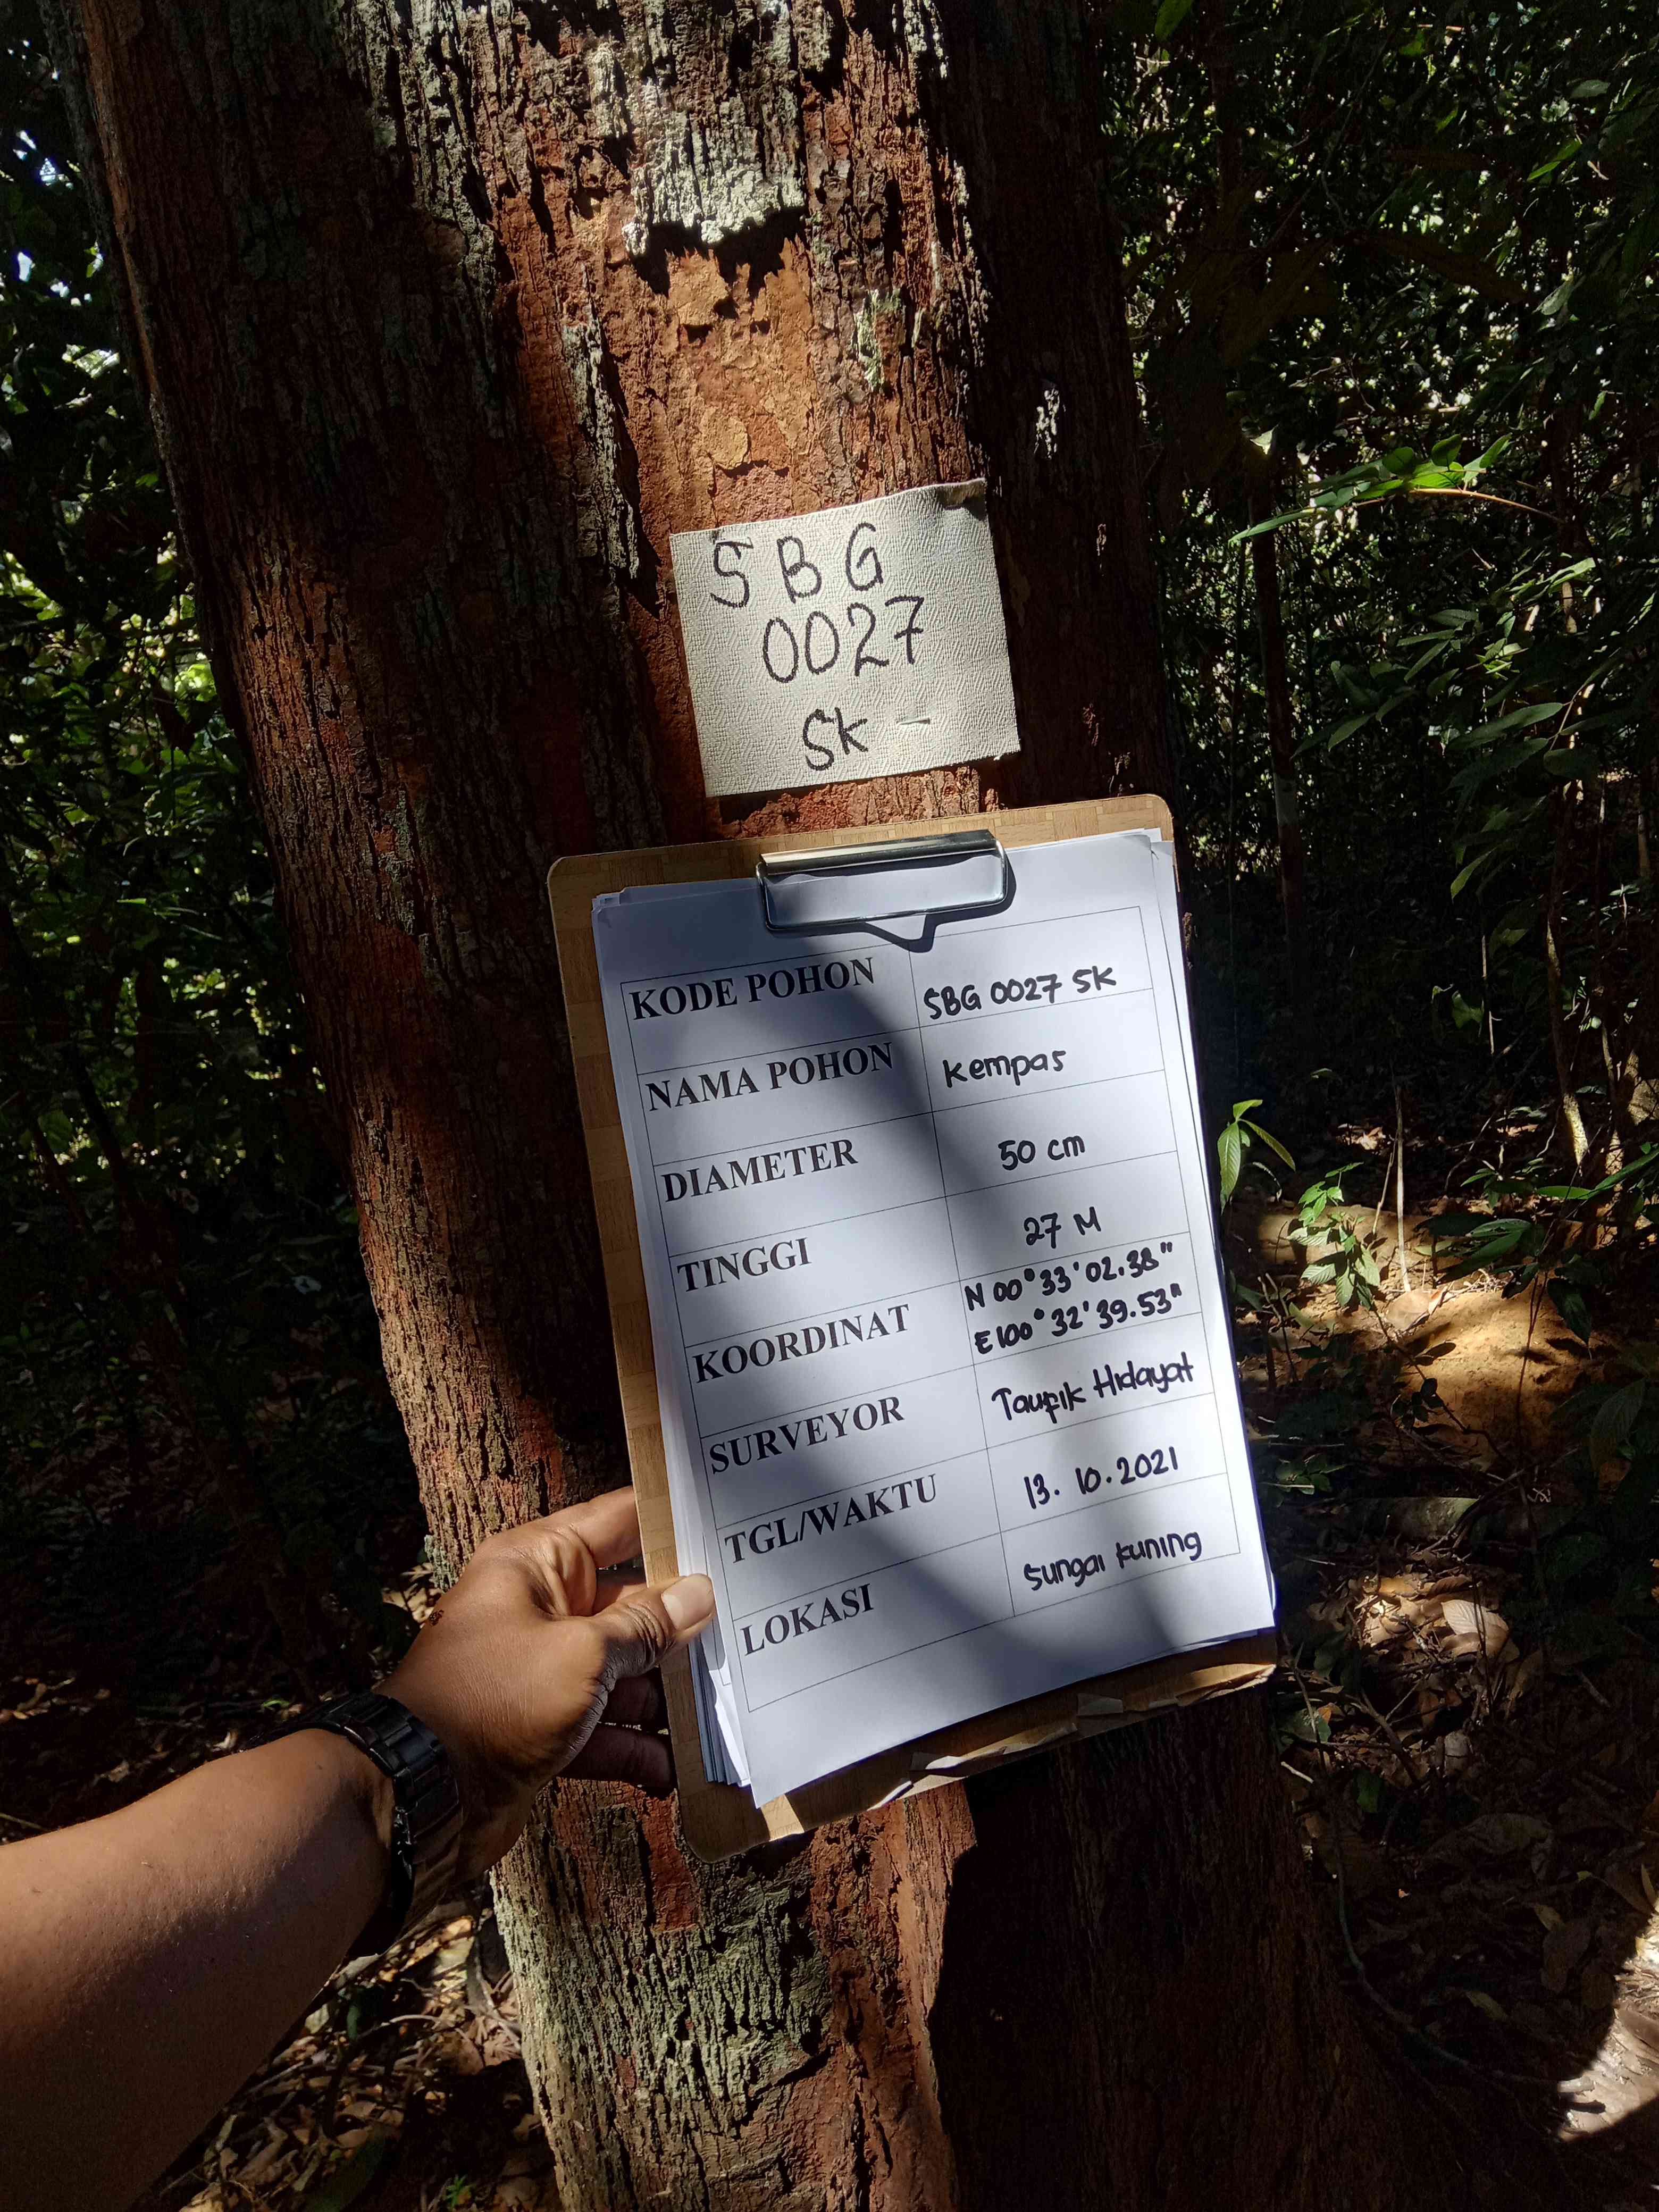 SBG
0027
SK -
KODE POHON SBG 0027 SK
NAMA POHON Kempas
DIAMETER 50 cm
TINGGI 27 M
KOORDINAT N 00° 33' 02.38"
E 100° 32' 39.53"
SURVEYOR Taufik Hidayat
TGL/WAKTU 13. 10. 2021
LOKASI Sungai Kuning